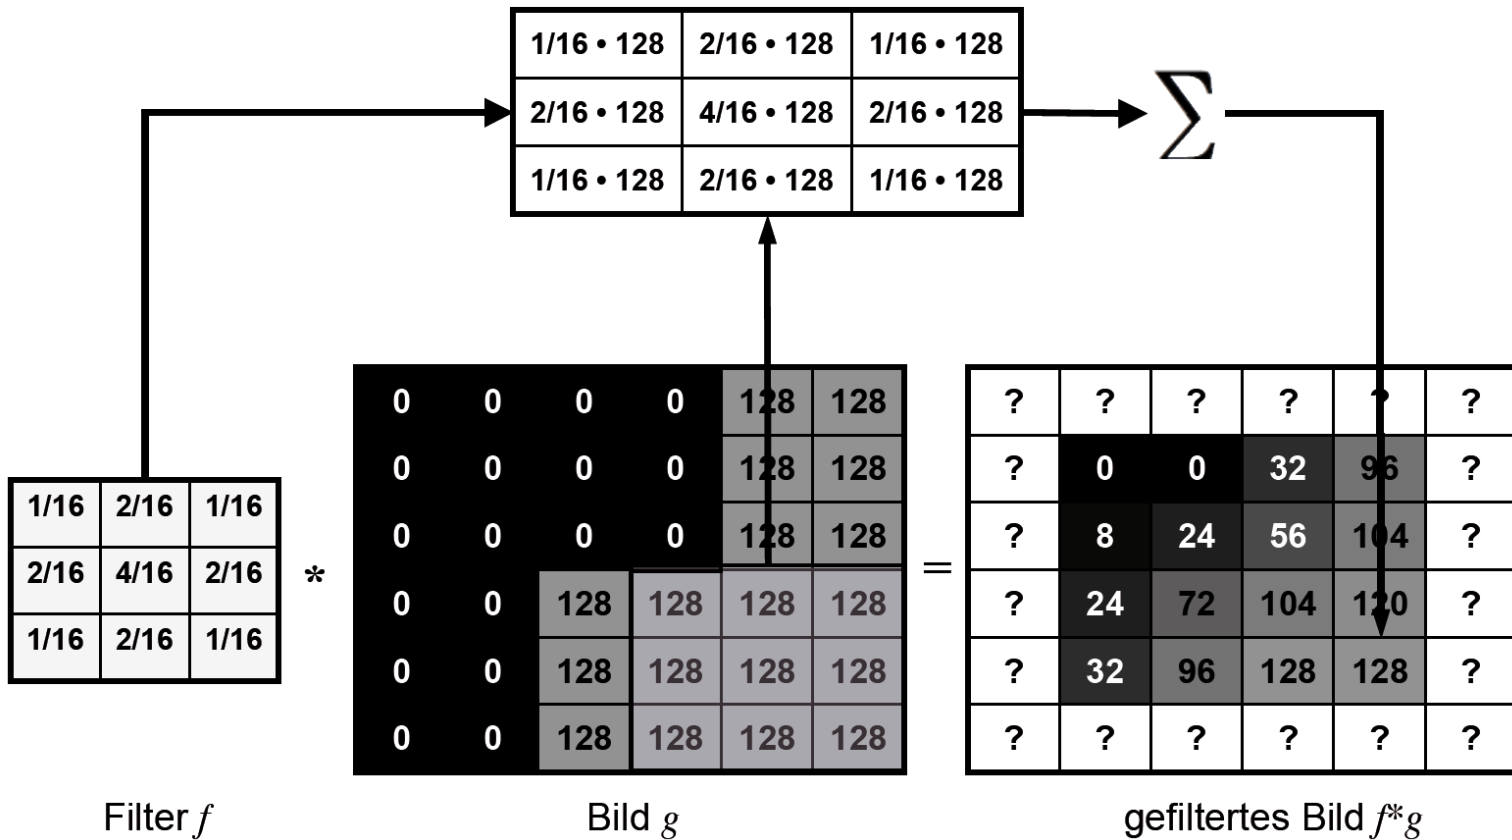 1/16 • 128 2/16 • 128 1/16 • 128
2/16 • 128 4/16 • 128 2/16 • 128
1/16 • 128 2/16 • 128 1/16 • 128
∑
1/16 2/16 1/16
2/16 4/16 2/16
1/16 2/16 1/16
*
0 0 0 0 128 128
0 0 0 0 128 128
0 0 0 0 128 128
0 0 128 128 128 128
0 0 128 128 128 128
0 0 128 128 128 128
=
? ? ? ? ? ?
? 0 0 32 96 ?
? 8 24 56 104 ?
? 24 72 104 120 ?
? 32 96 128 128 ?
? ? ? ? ? ?
Filter f
Bild g
gefiltertes Bild f*g